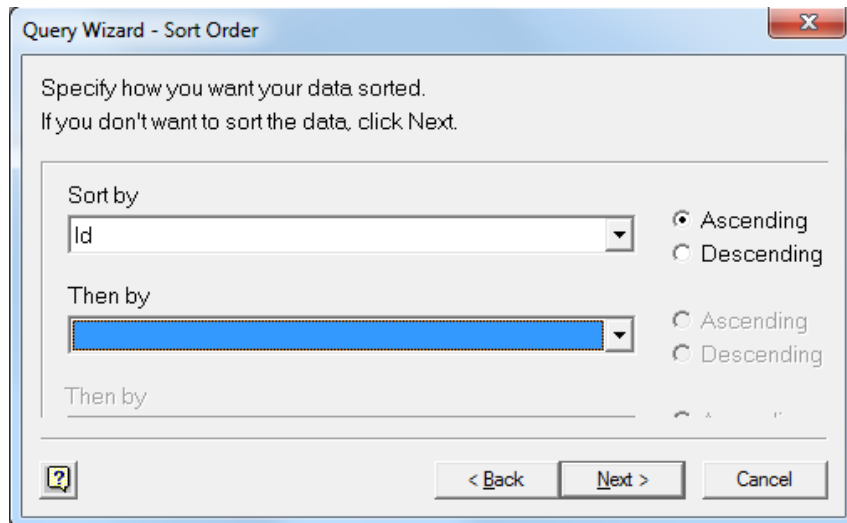 Query Wizard - Sort Order
Specify how you want your data sorted.
If you don't want to sort the data, click Next.
Sort by
Id
Ascending
Descending
Then by
Ascending
Descending
Then by
< Back
Next >
Cancel